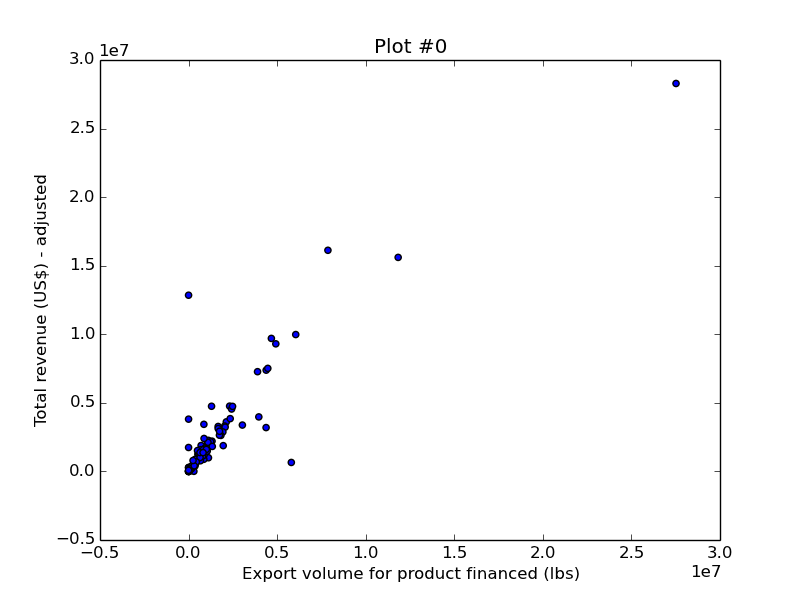 Plot #0
1e7
3.0
2.5
2.0
1.5
1.0
0.5
0.0
−0.5
Total revenue (US$) - adjusted
−0.5 0.0 0.5 1.0 1.5 2.0 2.5 3.0
1e7
Export volume for product financed (lbs)